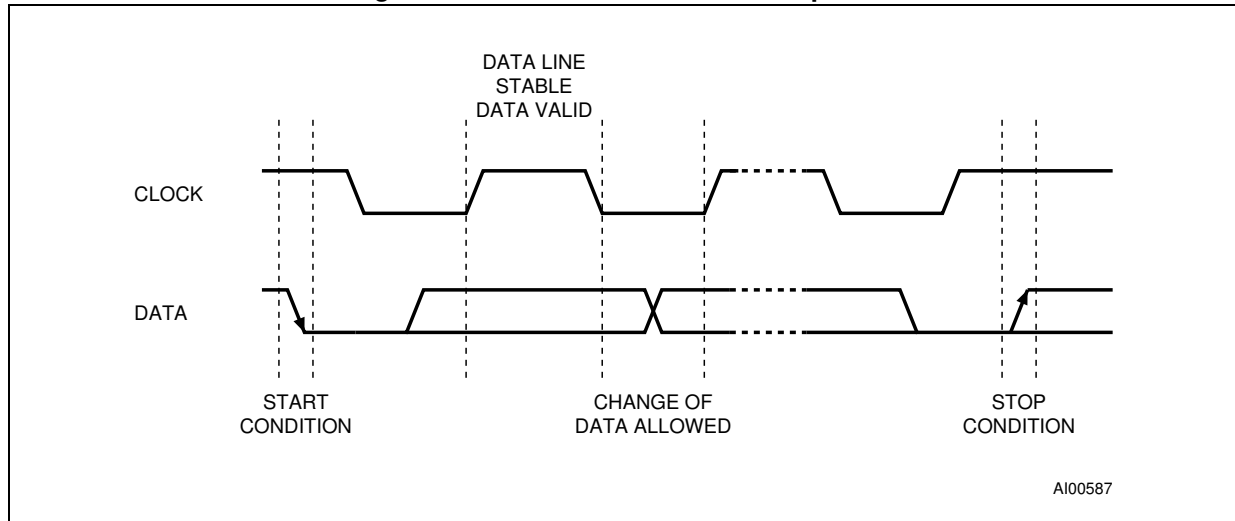 DATA LINE
STABLE
DATA VALID
CLOCK
DATA
START
CONDITION
CHANGE OF
DATA ALLOWED
STOP
CONDITION
AI00587